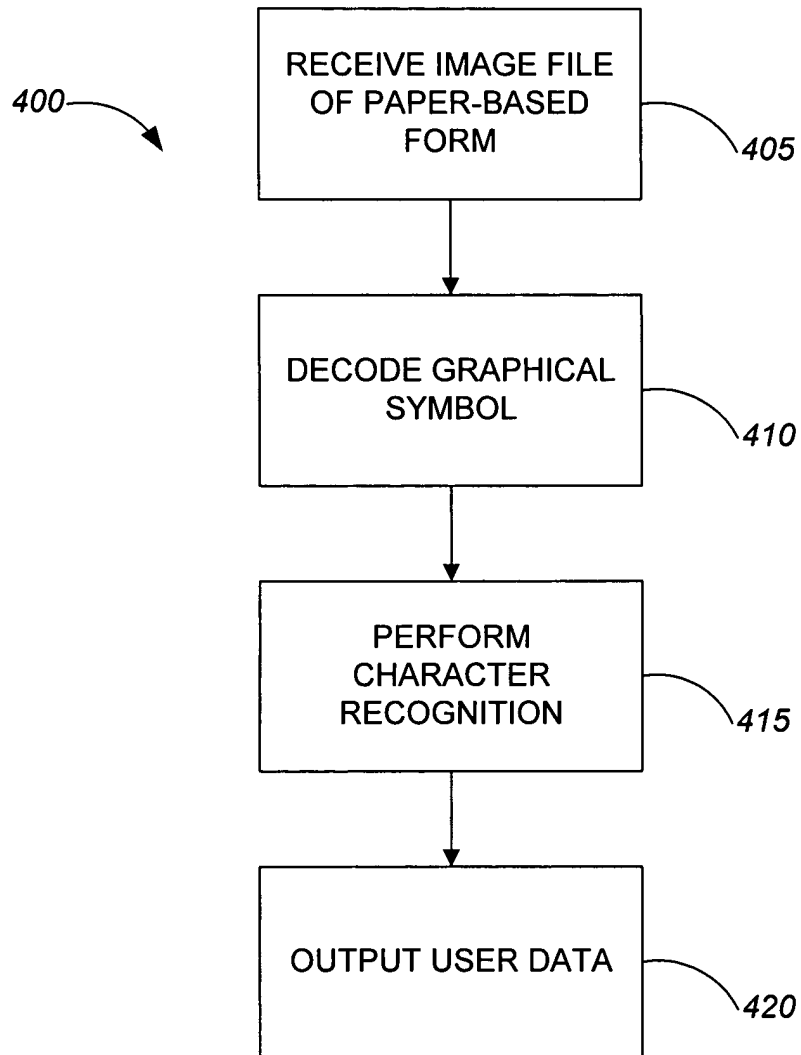 400
RECEIVE IMAGE FILE
OF PAPER-BASED
FORM
405
DECODE GRAPHICAL
SYMBOL
410
PERFORM
CHARACTER
RECOGNITION
415
OUTPUT USER DATA
420